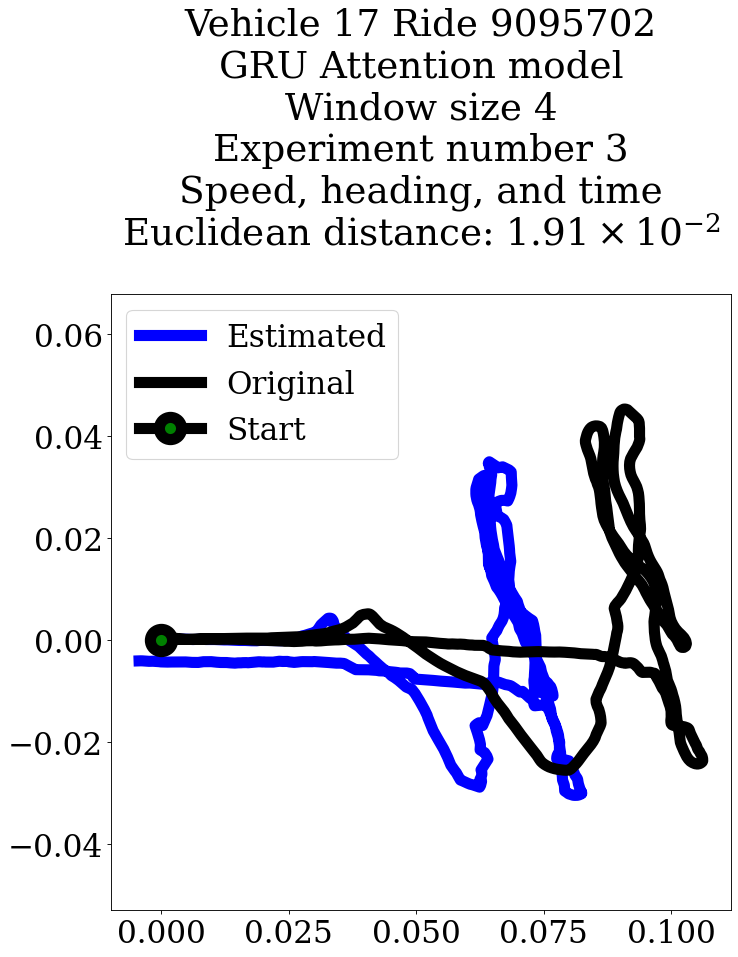 Vehicle 17 Ride 9095702
GRU Attention model
Window size 4
Experiment number 3
Speed, heading, and time
Euclidean distance: 1.91 × 10⁻²
Estimated
Original
Start
0.06
0.04
0.02
0.00
−0.02
−0.04
0.000 0.025 0.050 0.075 0.100